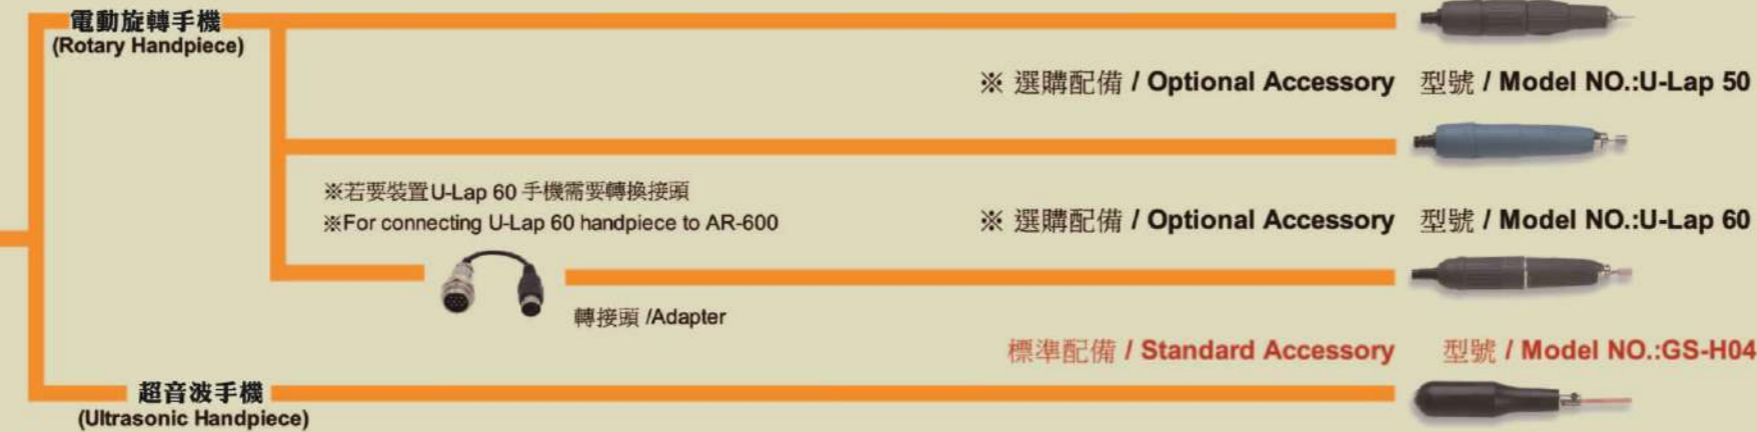 電動旋轉手機
(Rotary Handpiece)
※ 選購配備 / Optional Accessory 型號 / Model NO.:U-Lap 50
※若要裝置U-Lap 60 手機需要轉換接頭
※For connecting U-Lap 60 handpiece to AR-600
※ 選購配備 / Optional Accessory 型號 / Model NO.:U-Lap 60
轉接頭 /Adapter
標準配備 / Standard Accessory 型號 / Model NO.:GS-H04
超音波手機
(Ultrasonic Handpiece)